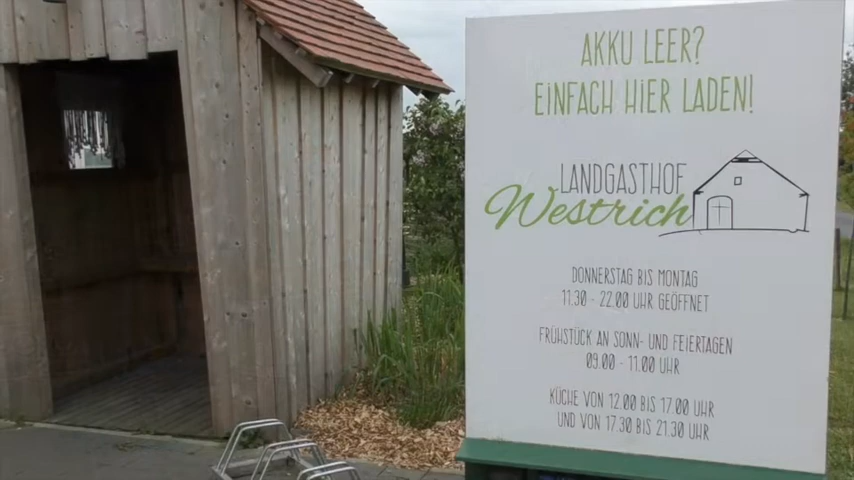 AKKU LEER?
EINFACH HIER LADEN!
LANDGASTHOF
Westrich
DONNERSTAG BIS MONTAG
11.30 - 22.00 UHR GEÖFFNET
FRÜHSTÜCK AN SONN- UND FEIERTAGEN
09.00 - 11.00 UHR
KÜCHE VON 12.00 BIS 17.00 UHR
UND VON 17.30 BIS 21.30 UHR